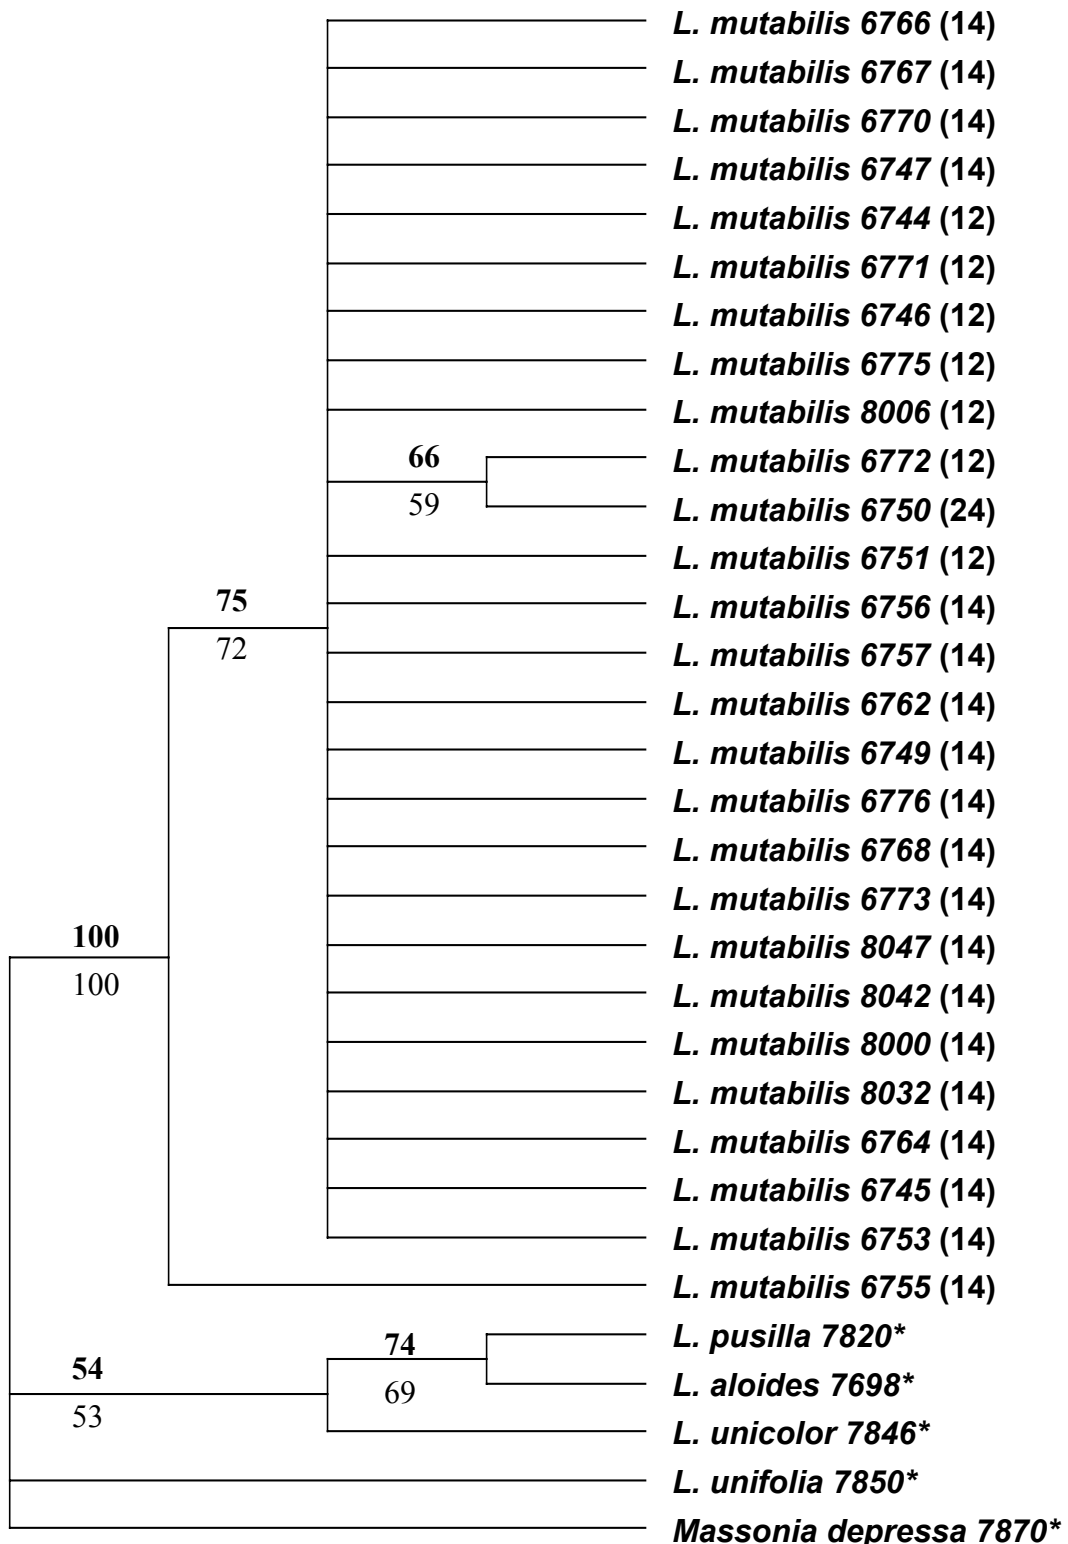 L. mutabilis 6766 (14)
L. mutabilis 6767 (14)
L. mutabilis 6770 (14)
L. mutabilis 6747 (14)
L. mutabilis 6744 (12)
L. mutabilis 6771 (12)
L. mutabilis 6746 (12)
L. mutabilis 6775 (12)
L. mutabilis 8006 (12)
66
L. mutabilis 6772 (12)
59
L. mutabilis 6750 (24)
L. mutabilis 6751 (12)
75
L. mutabilis 6756 (14)
72
L. mutabilis 6757 (14)
L. mutabilis 6762 (14)
L. mutabilis 6749 (14)
L. mutabilis 6776 (14)
L. mutabilis 6768 (14)
L. mutabilis 6773 (14)
100
L. mutabilis 8047 (14)
100
L. mutabilis 8042 (14)
L. mutabilis 8000 (14)
L. mutabilis 8032 (14)
L. mutabilis 6764 (14)
L. mutabilis 6745 (14)
L. mutabilis 6753 (14)
L. mutabilis 6755 (14)
L. pusilla 7820*
74
54
L. aloides 7698*
69
53
L. unicolor 7846*
L. unifolia 7850*
Massonia depressa 7870*